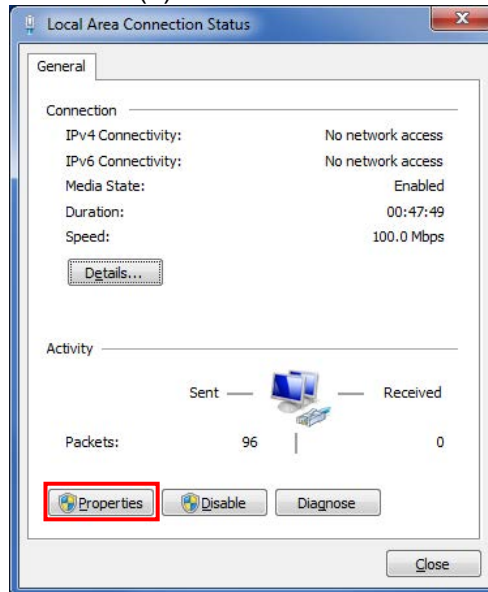 Local Area Connection Status
General
Connection
IPv4 Connectivity: No network access
IPv6 Connectivity: No network access
Media State: Enabled
Duration: 00:47:49
Speed: 100.0 Mbps
Details...
Activity
Sent Received
Packets: 96 0
Properties Disable Diagnose
Close